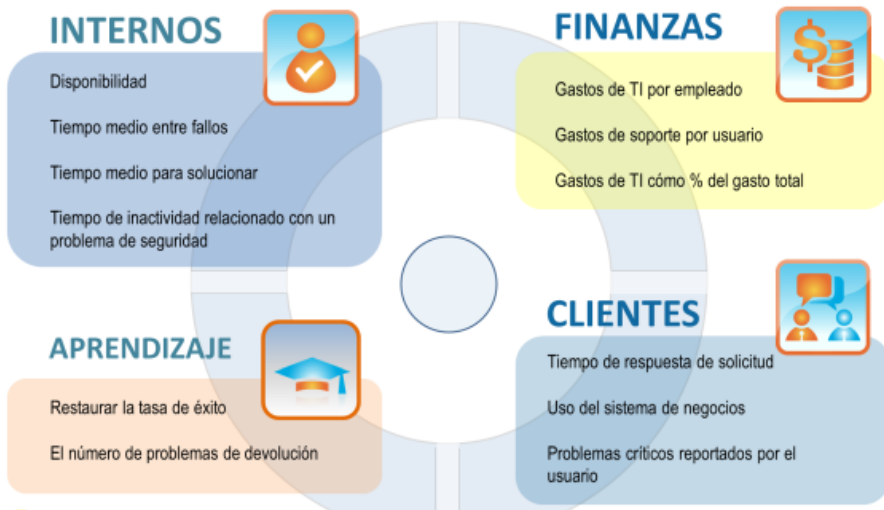 INTERNOS
Disponibilidad
Tiempo medio entre fallos
Tiempo medio para solucionar
Tiempo de inactividad relacionado con un
problema de seguridad
FINANZAS
Gastos de TI por empleado
Gastos de soporte por usuario
Gastos de TI cómo % del gasto total
APRENDIZAJE
Restaurar la tasa de éxito
El número de problemas de devolución
CLIENTES
Tiempo de respuesta de solicitud
Uso del sistema de negocios
Problemas críticos reportados por el
usuario